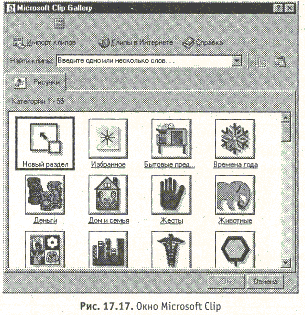 Microsoft Clip Gallery
Импорт клипов Клипы в Интернете Справка
Найти клипы: Введите одно или несколько слов. . .
Рисунки
Категории 1 - 55
Новый раздел Избранное Бытовые пред... Времена года
Деньги Дом и семья Жесты Животные
Отмена
Рис. 17.17. Окно Microsoft Clip